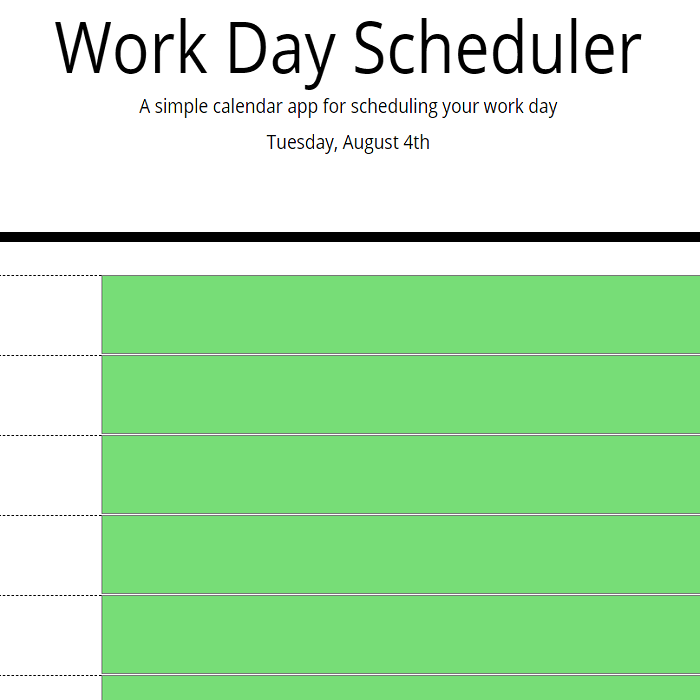 Work Day Scheduler
A simple calendar app for scheduling your work day
Tuesday, August 4th